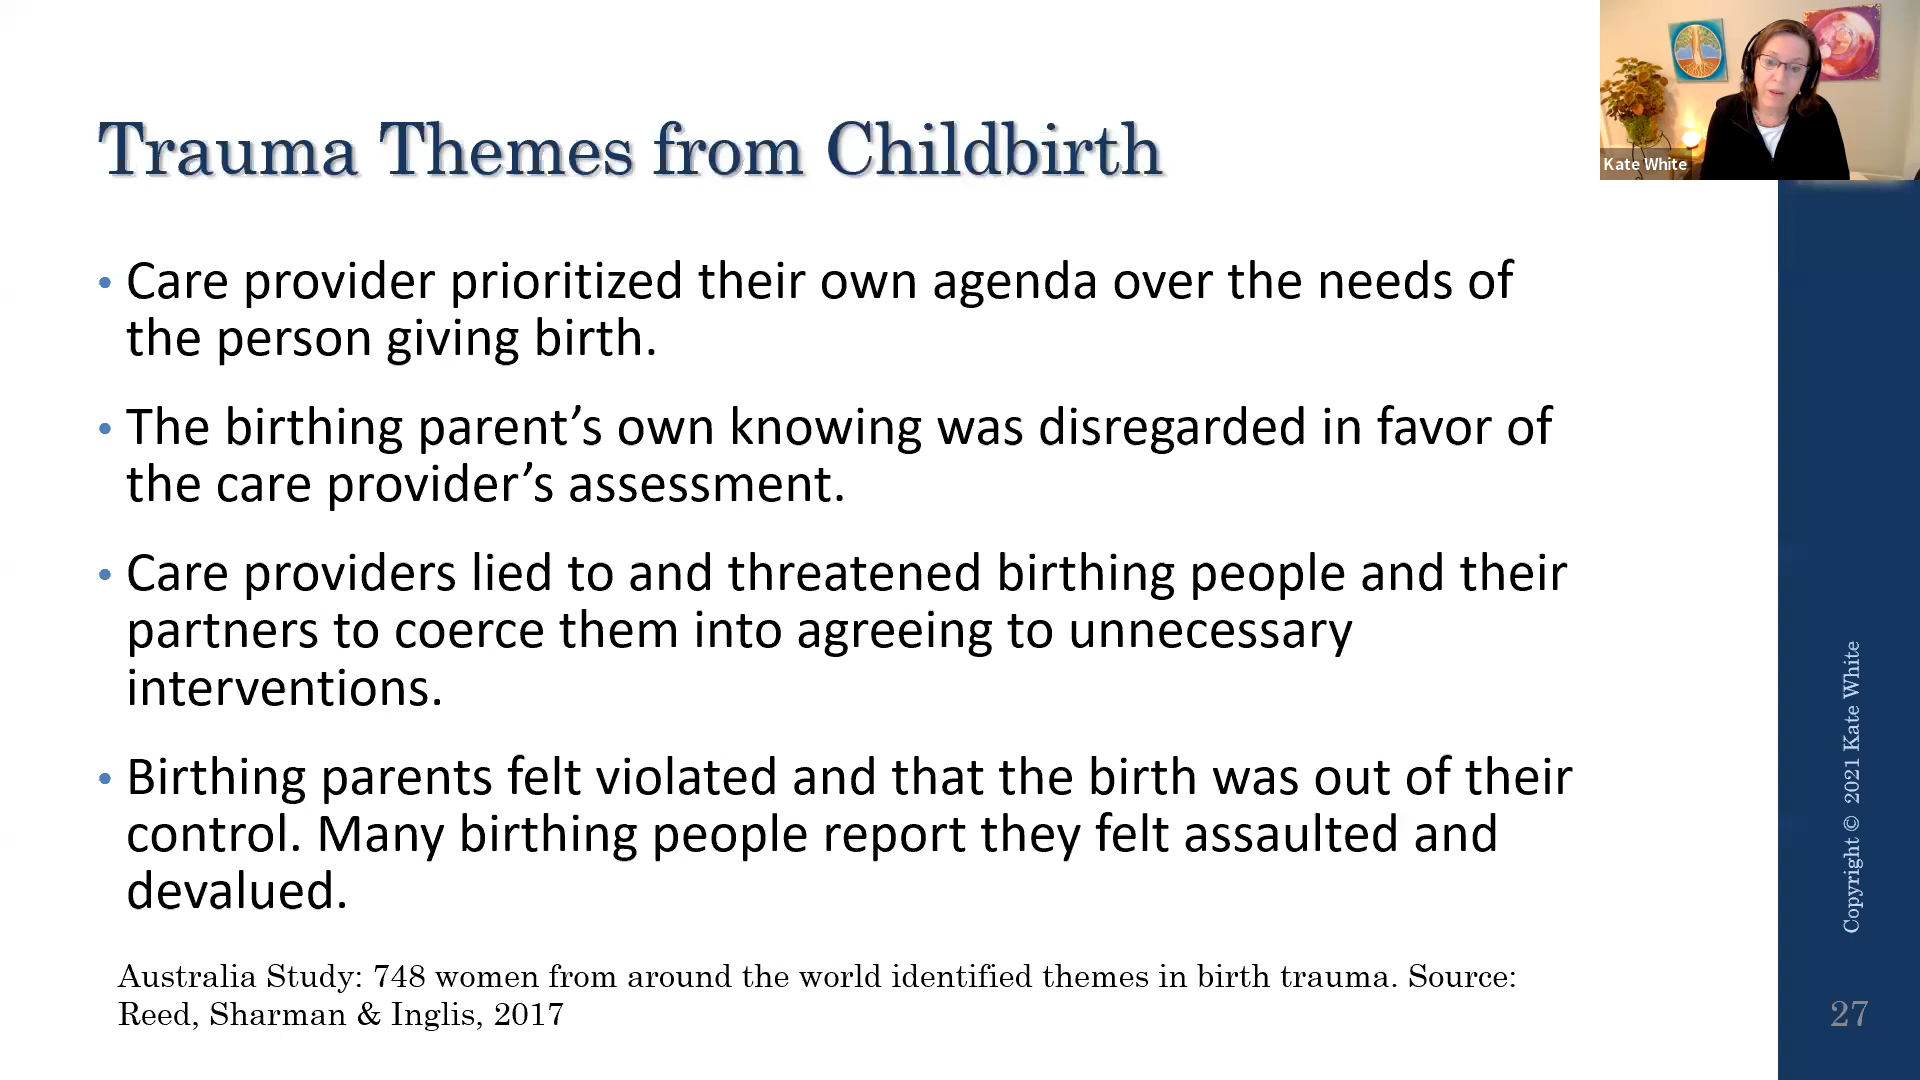 Trauma Themes from Childbirth
• Care provider prioritized their own agenda over the needs of
the person giving birth.
• The birthing parent’s own knowing was disregarded in favor of
the care provider’s assessment.
• Care providers lied to and threatened birthing people and their
partners to coerce them into agreeing to unnecessary
interventions.
• Birthing parents felt violated and that the birth was out of their
control. Many birthing people report they felt assaulted and
devalued.
Australia Study: 748 women from around the world identified themes in birth trauma. Source:
Reed, Sharman & Inglis, 2017
Kate White
Copyright © 2021 Kate White
27